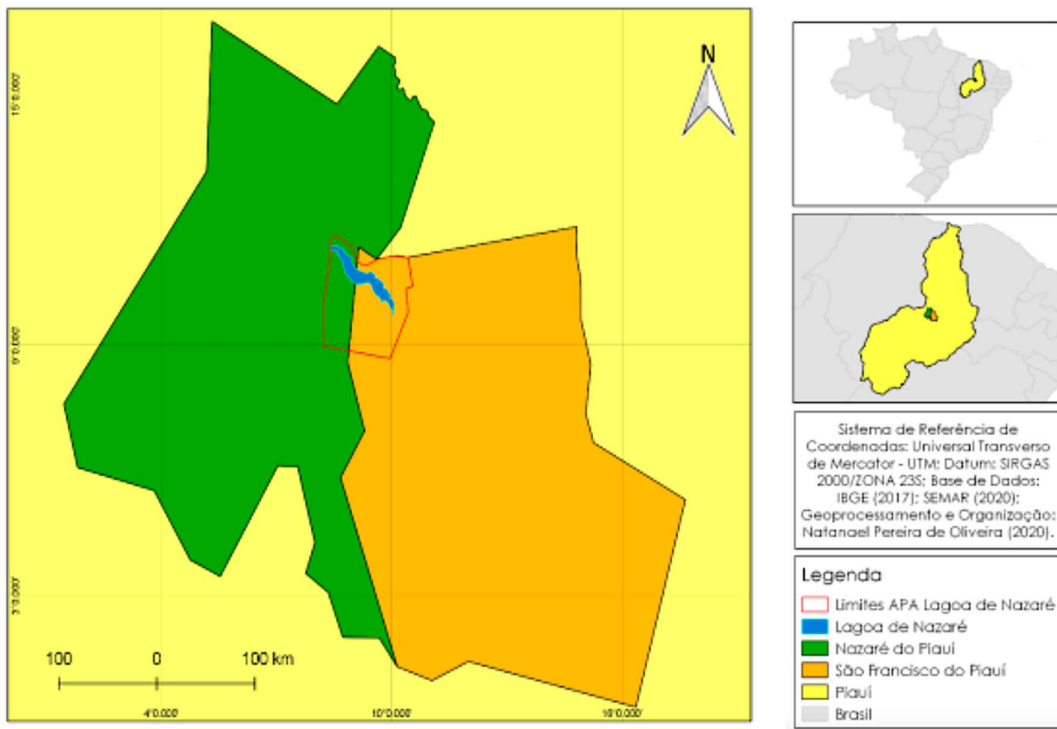 N
15°0.000'
9°0.000'
3°0.000'
100 0 100 km
4°0.000'
10°0.000'
16°0.000'
Sistema de Referência de
Coordenadas: Universal Transverso
de Mercator - UTM; Datum: SIRGAS
2000/ZONA 23S; Base de Dados:
IBGE (2017); SEMAR (2020);
Geoprocessamento e Organização:
Natanael Pereira de Oliveira (2020).
Legenda
Limites APA Lagoa de Nazaré
Lagoa de Nazaré
Nazaré do Piauí
São Francisco do Piauí
Piauí
Brasil